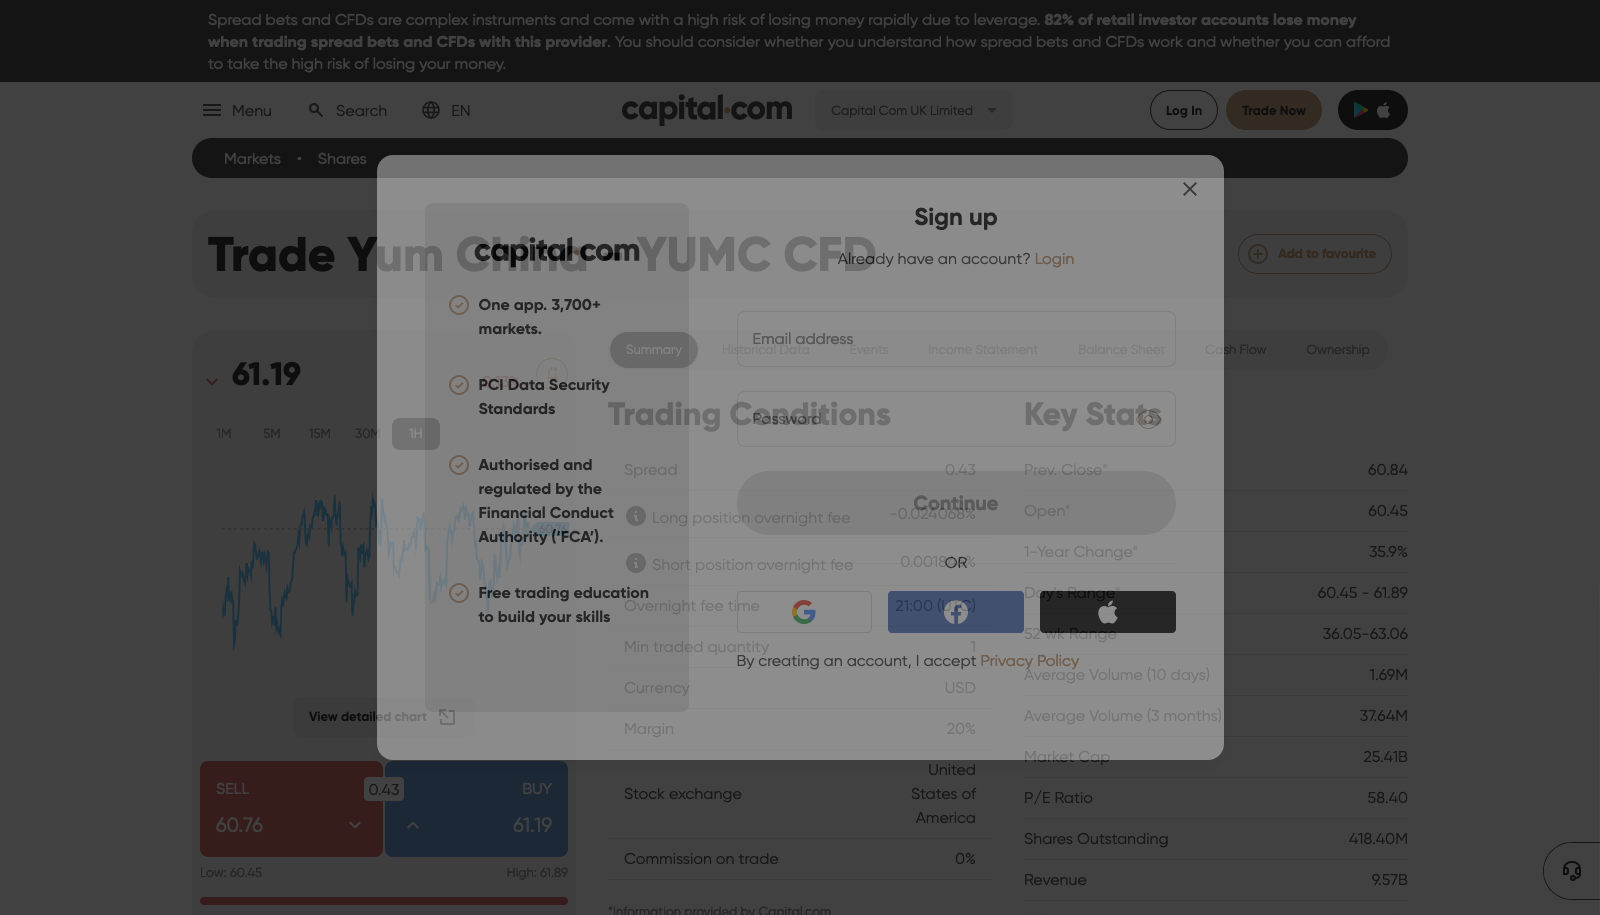 Spread bets and CFDs are complex instruments and come with a high risk of losing money rapidly due to leverage. 82% of retail investor accounts lose money
when trading spread bets and CFDs with this provider. You should consider whether you understand how spread bets and CFDs work and whether you can afford
to take the high risk of losing your money.
Menu
Search
EN
capital.com
Capital Com UK Limited
Log In
Trade Now
Markets • Shares
Trade Yum China - YUMC CFD
Add to favourite
61.19
1M 5M 15M 30M 1H
View detailed chart
SELL
60.76
0.43
BUY
61.19
Low: 60.45
High: 61.89
Summary
Historical Data
Events
Income Statement
Balance Sheet
Cash Flow
Ownership
Trading Conditions
Spread 0.43
Long position overnight fee -0.024068%
Short position overnight fee
Overnight fee time 21:00 (UTC)
Min traded quantity 1
Currency USD
Margin 20%
Stock exchange United
States of
America
Commission on trade 0%
*Information provided by Capital.com
Key Stats
Prev. Close* 60.84
Open* 60.45
1-Year Change* 35.9%
Day's Range* 60.45 - 61.89
52 wk Range 36.05-63.06
Average Volume (10 days) 1.69M
Average Volume (3 months) 37.64M
Market Cap 25.41B
P/E Ratio 58.40
Shares Outstanding 418.40M
Revenue 9.57B
capital.com
One app. 3,700+
markets.
PCI Data Security
Standards
Authorised and
regulated by the
Financial Conduct
Authority (‘FCA’).
Free trading education
to build your skills
Sign up
Already have an account? Login
Email address
Password
Continue
OR
By creating an account, I accept Privacy Policy